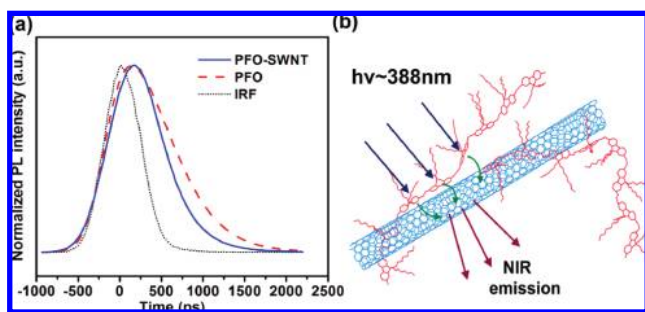 (a)
Normalized PL intensity (a.u.)
PFO-SWNT
PFO
IRF
-1000 -500 0 500 1000 1500 2000 2500
Time (ps)
(b)
hν~388nm
NIR
emission